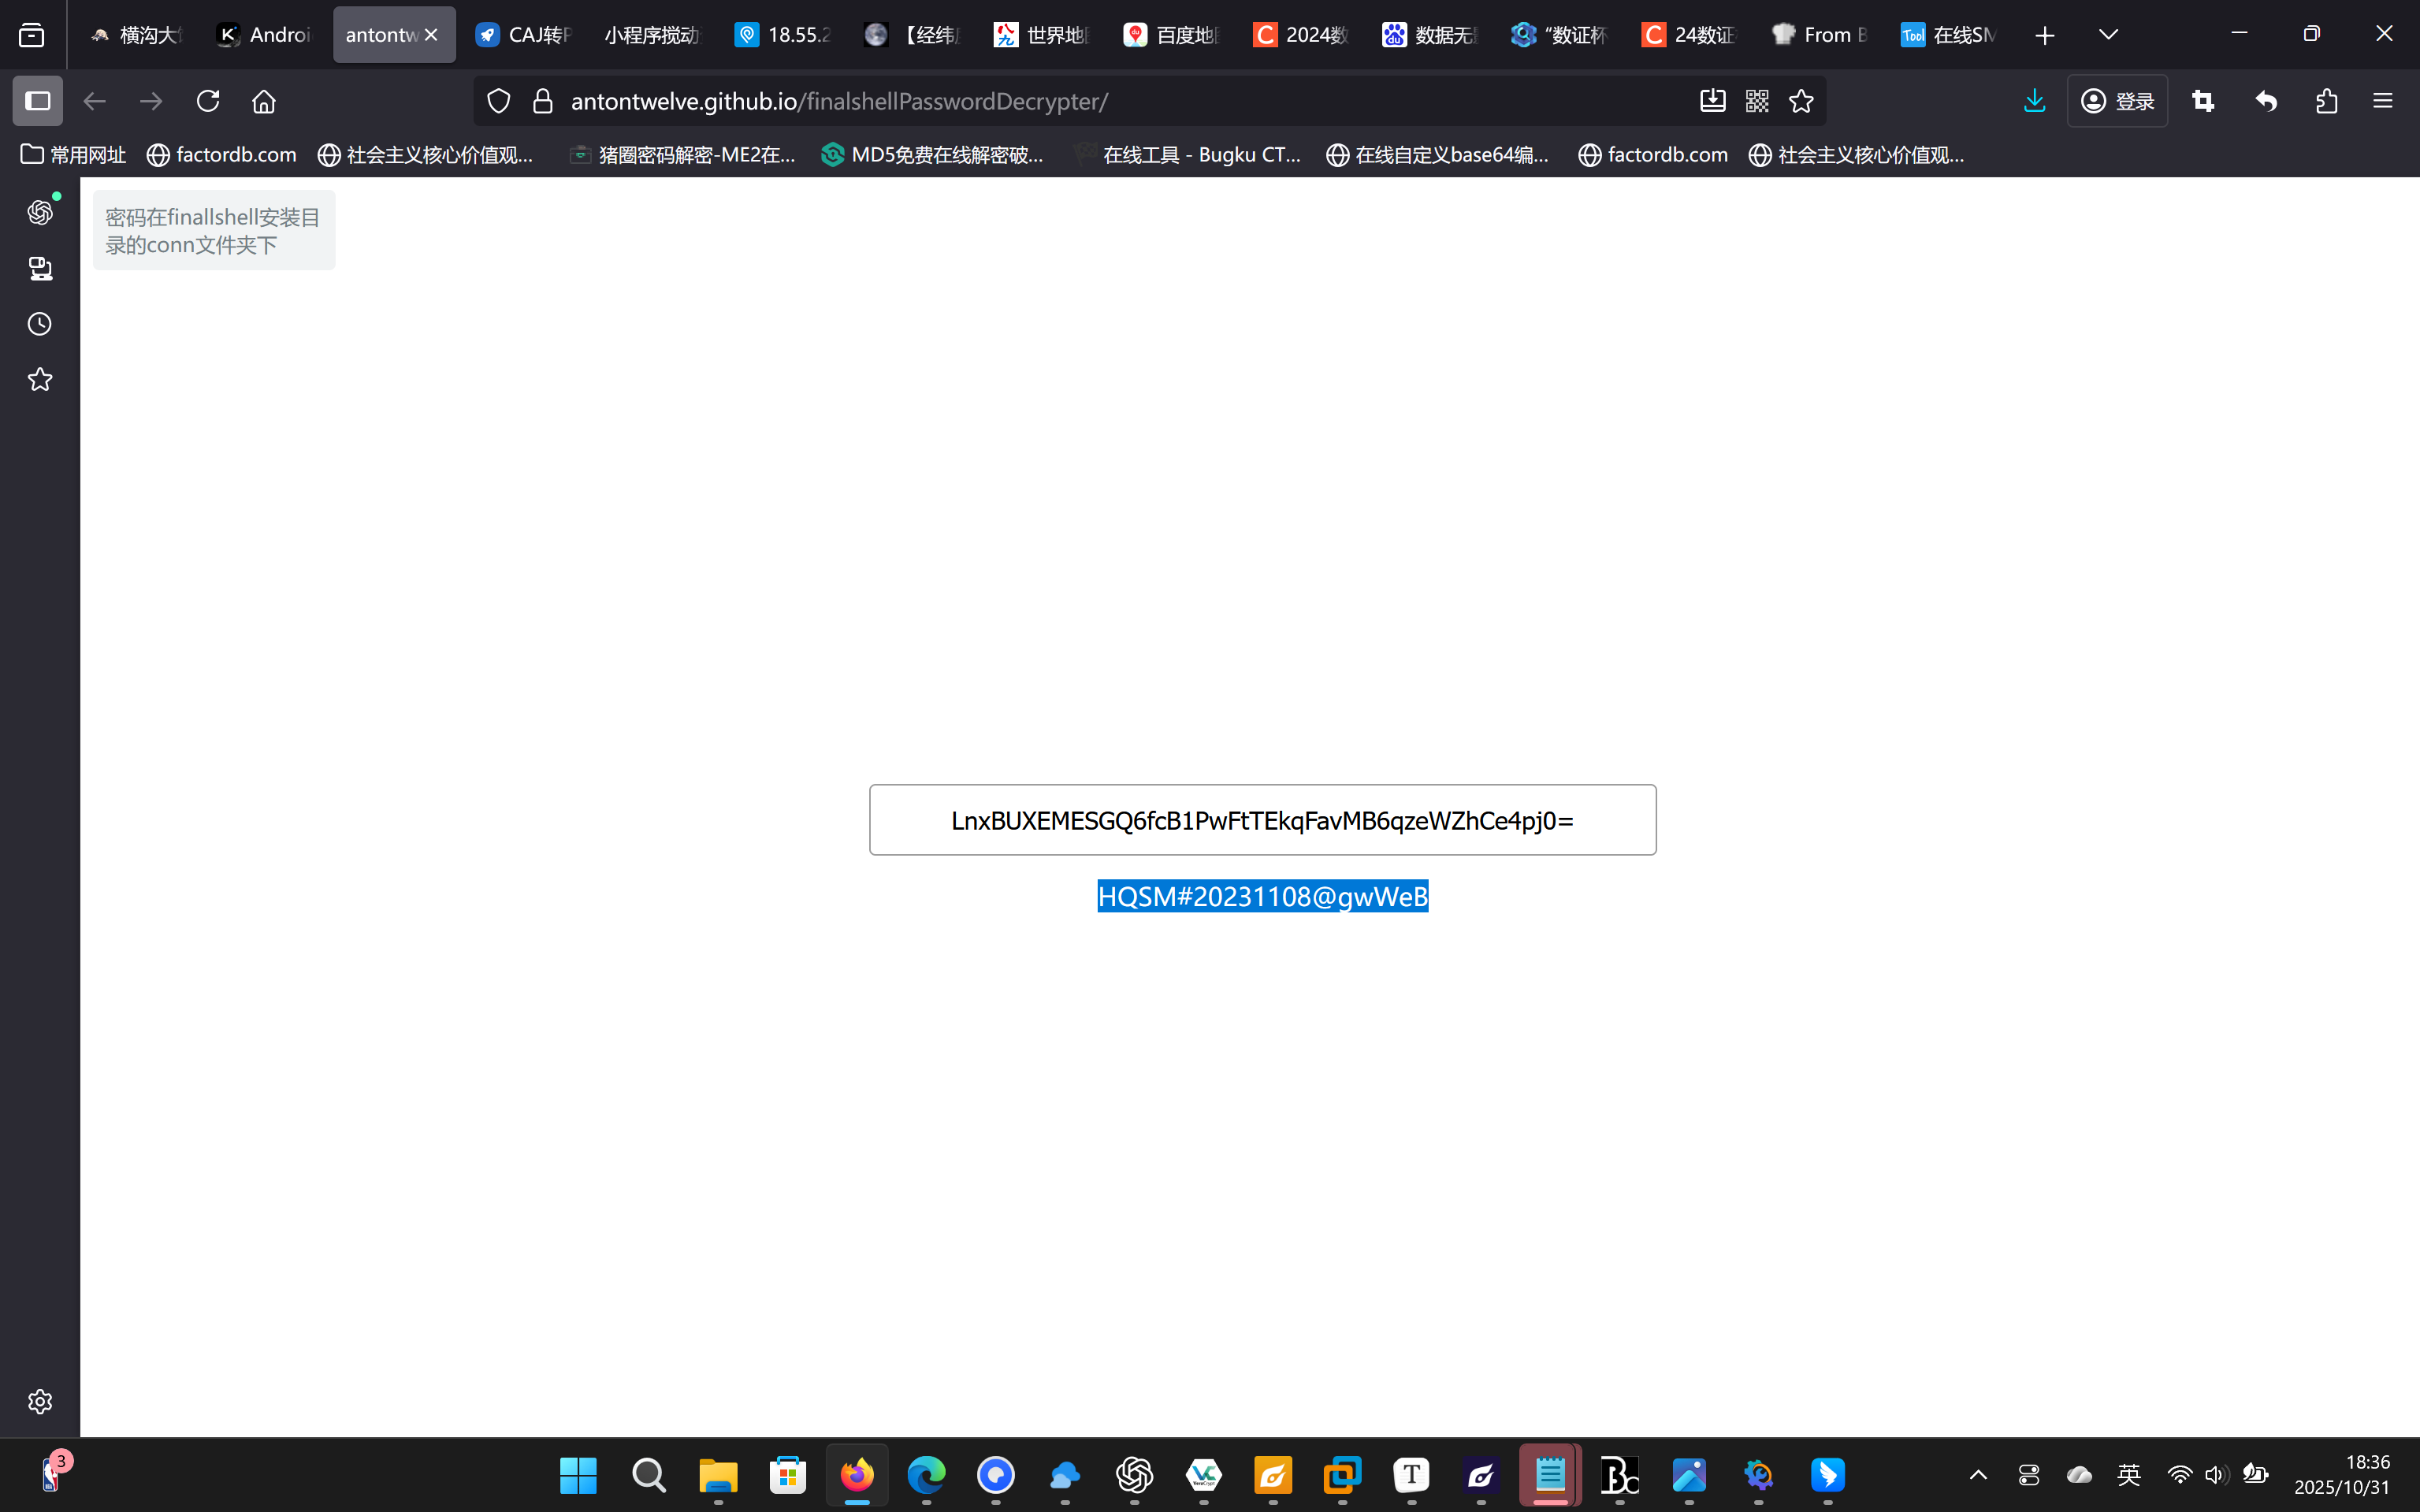 横沟大
Androi
antontw
CAJ转P
小程序搅动
18.55.2
【经纬
世界地
百度地
2024数
数据无
“数证杯
24数证
From B
Tool 在线SM
antontwelve.github.io/finalshellPasswordDecrypter/
登录
常用网址
factordb.com
社会主义核心价值观...
猪圈密码解密-ME2在...
MD5免费在线解密破...
在线工具 - Bugku CT...
在线自定义base64编...
factordb.com
社会主义核心价值观...
密码在finallshell安装目
录的conn文件夹下
LnxBUXEMESGQ6fcB1PwFtTEkqFavMB6qzeWZhCe4pj0=
HQSM#20231108@gwWeB
3
英
18:36
2025/10/31